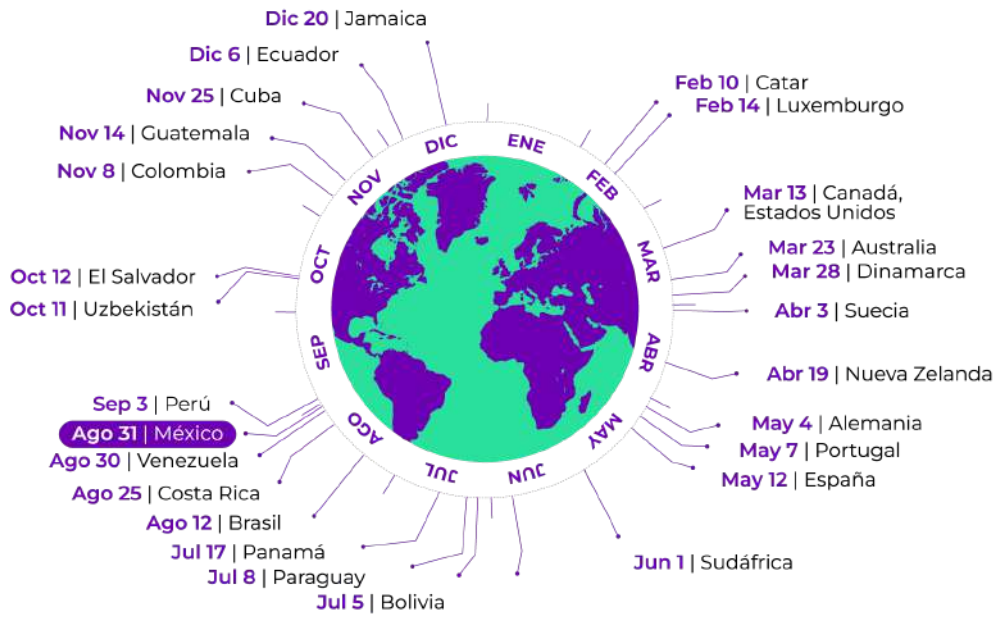 Dic 20 | Jamaica
Dic 6 | Ecuador
Nov 25 | Cuba
Nov 14 | Guatemala
Nov 8 | Colombia
Oct 12 | El Salvador
Oct 11 | Uzbekistán
Sep 3 | Perú
Ago 31 | México
Ago 30 | Venezuela
Ago 25 | Costa Rica
Ago 12 | Brasil
Jul 17 | Panamá
Jul 8 | Paraguay
Jul 5 | Bolivia
Feb 10 | Catar
Feb 14 | Luxemburgo
Mar 13 | Canadá,
Estados Unidos
Mar 23 | Australia
Mar 28 | Dinamarca
Abr 3 | Suecia
Abr 19 | Nueva Zelanda
May 4 | Alemania
May 7 | Portugal
May 12 | España
Jun 1 | Sudáfrica
ENE
FEB
MAR
ABR
MAY
JUN
JUL
AGO
SEP
OCT
NOV
DIC